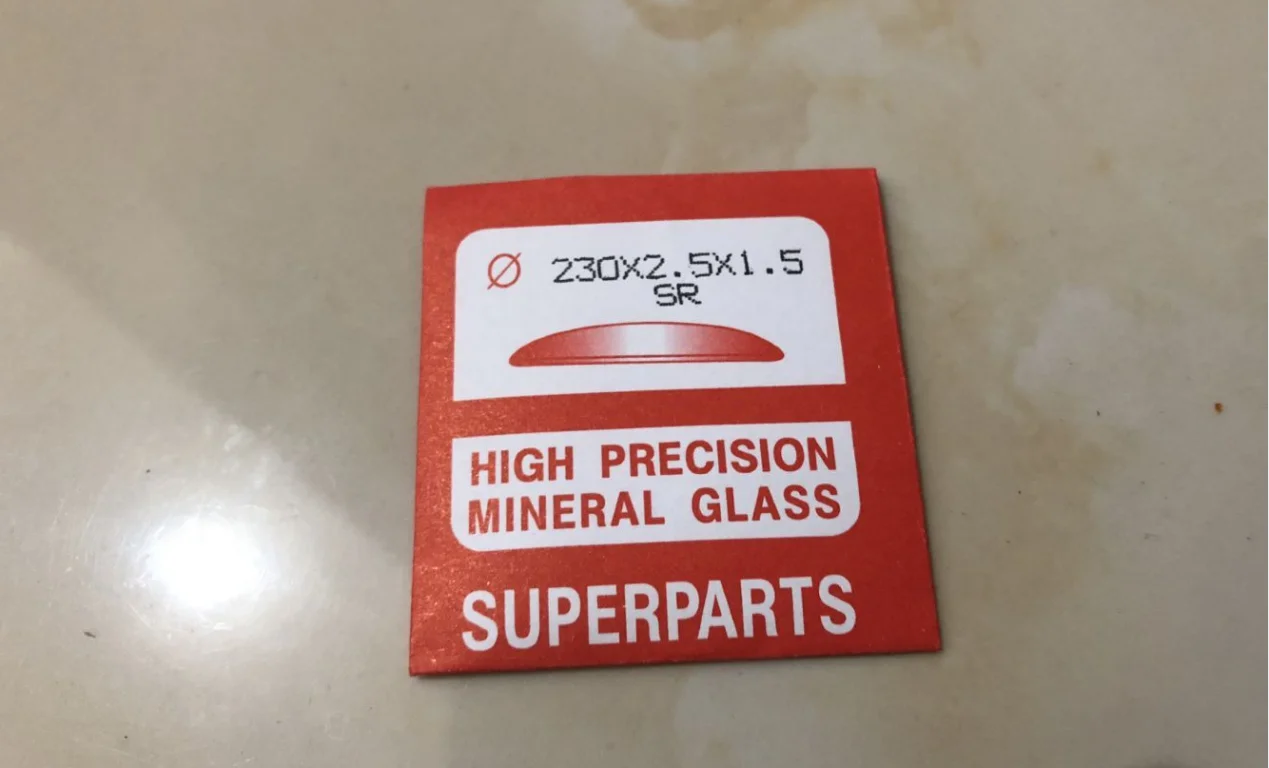 Ø 230X2.5X1.5
SR
HIGH PRECISION
MINERAL GLASS
SUPERPARTS